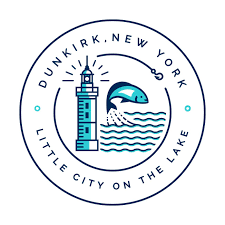 DUNKIRK, NEW YORK
LITTLE CITY ON THE LAKE